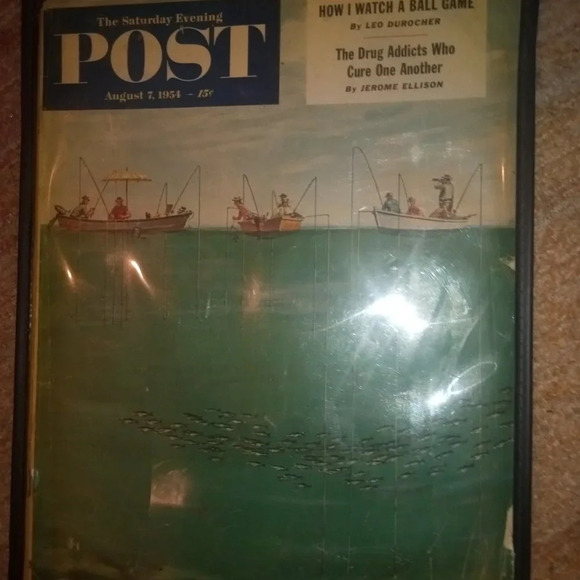 The Saturday Evening
POST
August 7, 1954 – 15¢
HOW I WATCH A BALL GAME
By LEO DUROCHER
The Drug Addicts Who
Cure One Another
By JEROME ELLISON